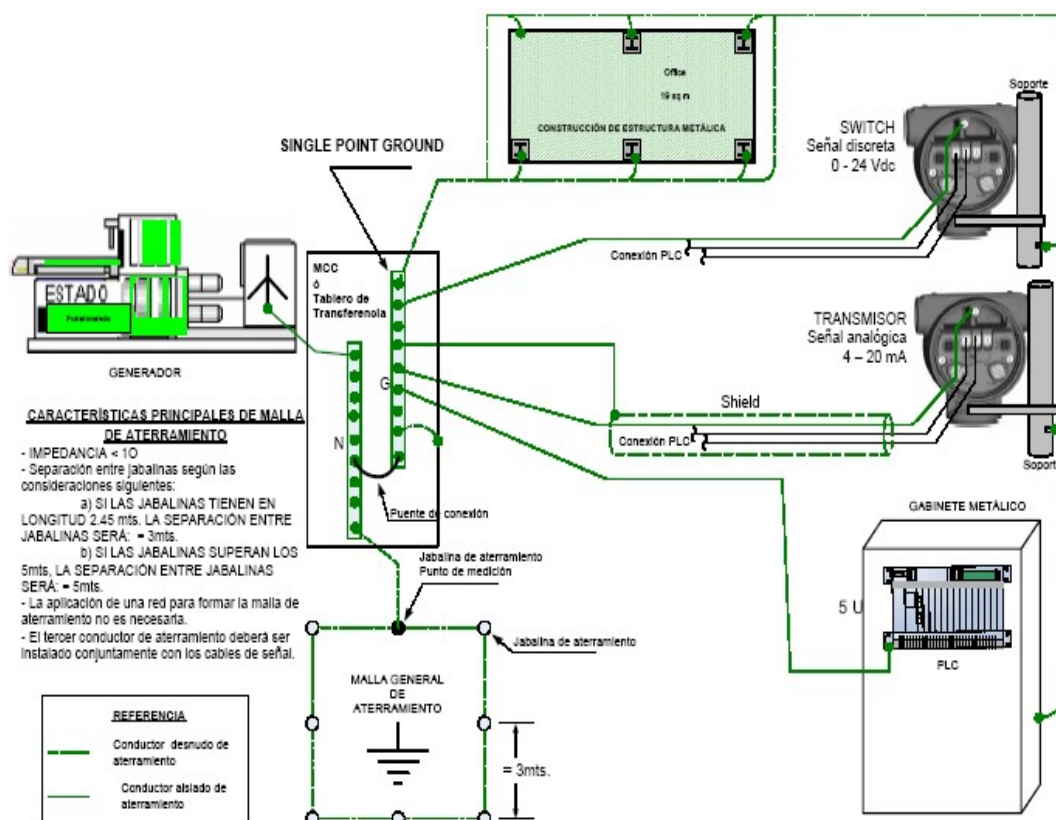 Office
19 sq m
CONSTRUCCIÓN DE ESTRUCTURA METÁLICA
SINGLE POINT GROUND
Soporte
SWITCH
Señal discreta
0 - 24 Vdc
Conexión PLC
MCC
ó
Tablero de
Transferencia
G
N
Puente de conexión
ESTADO
Funcionando
GENERADOR
Soporte
TRANSMISOR
Señal analógica
4 – 20 mA
Shield
Conexión PLC
CARACTERÍSTICAS PRINCIPALES DE MALLA
DE ATERRAMIENTO
- IMPEDANCIA < 1O
- Separación entre jabalinas según las
consideraciones siguientes:
a) SI LAS JABALINAS TIENEN EN
LONGITUD 2.45 mts. LA SEPARACIÓN ENTRE
JABALINAS SERÁ: = 3mts.
b) SI LAS JABALINAS SUPERAN LOS
5mts, LA SEPARACIÓN ENTRE JABALINAS
SERÁ: = 5mts.
- La aplicación de una red para formar la malla de
aterramiento no es necesaria.
- El tercer conductor de aterramiento deberá ser
instalado conjuntamente con los cables de señal.
Jabalina de aterramiento
Punto de medición
Jabalina de aterramiento
MALLA GENERAL
DE
ATERRAMIENTO
= 3mts.
GABINETE METÁLICO
5 U
PLC
REFERENCIA
Conductor desnudo de
aterramiento
Conductor aislado de
aterramiento